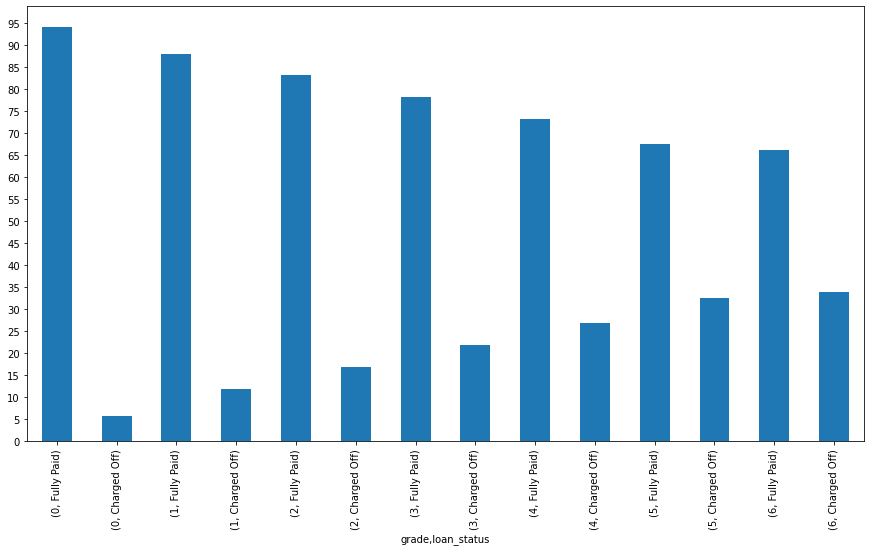 95
90
85
80
75
70
65
60
55
50
45
40
35
30
25
20
15
10
5
0
(0, Fully Paid)
(0, Charged Off)
(1, Fully Paid)
(1, Charged Off)
(2, Fully Paid)
(2, Charged Off)
(3, Fully Paid)
(3, Charged Off)
(4, Fully Paid)
(4, Charged Off)
(5, Fully Paid)
(5, Charged Off)
(6, Fully Paid)
(6, Charged Off)
grade,loan_status